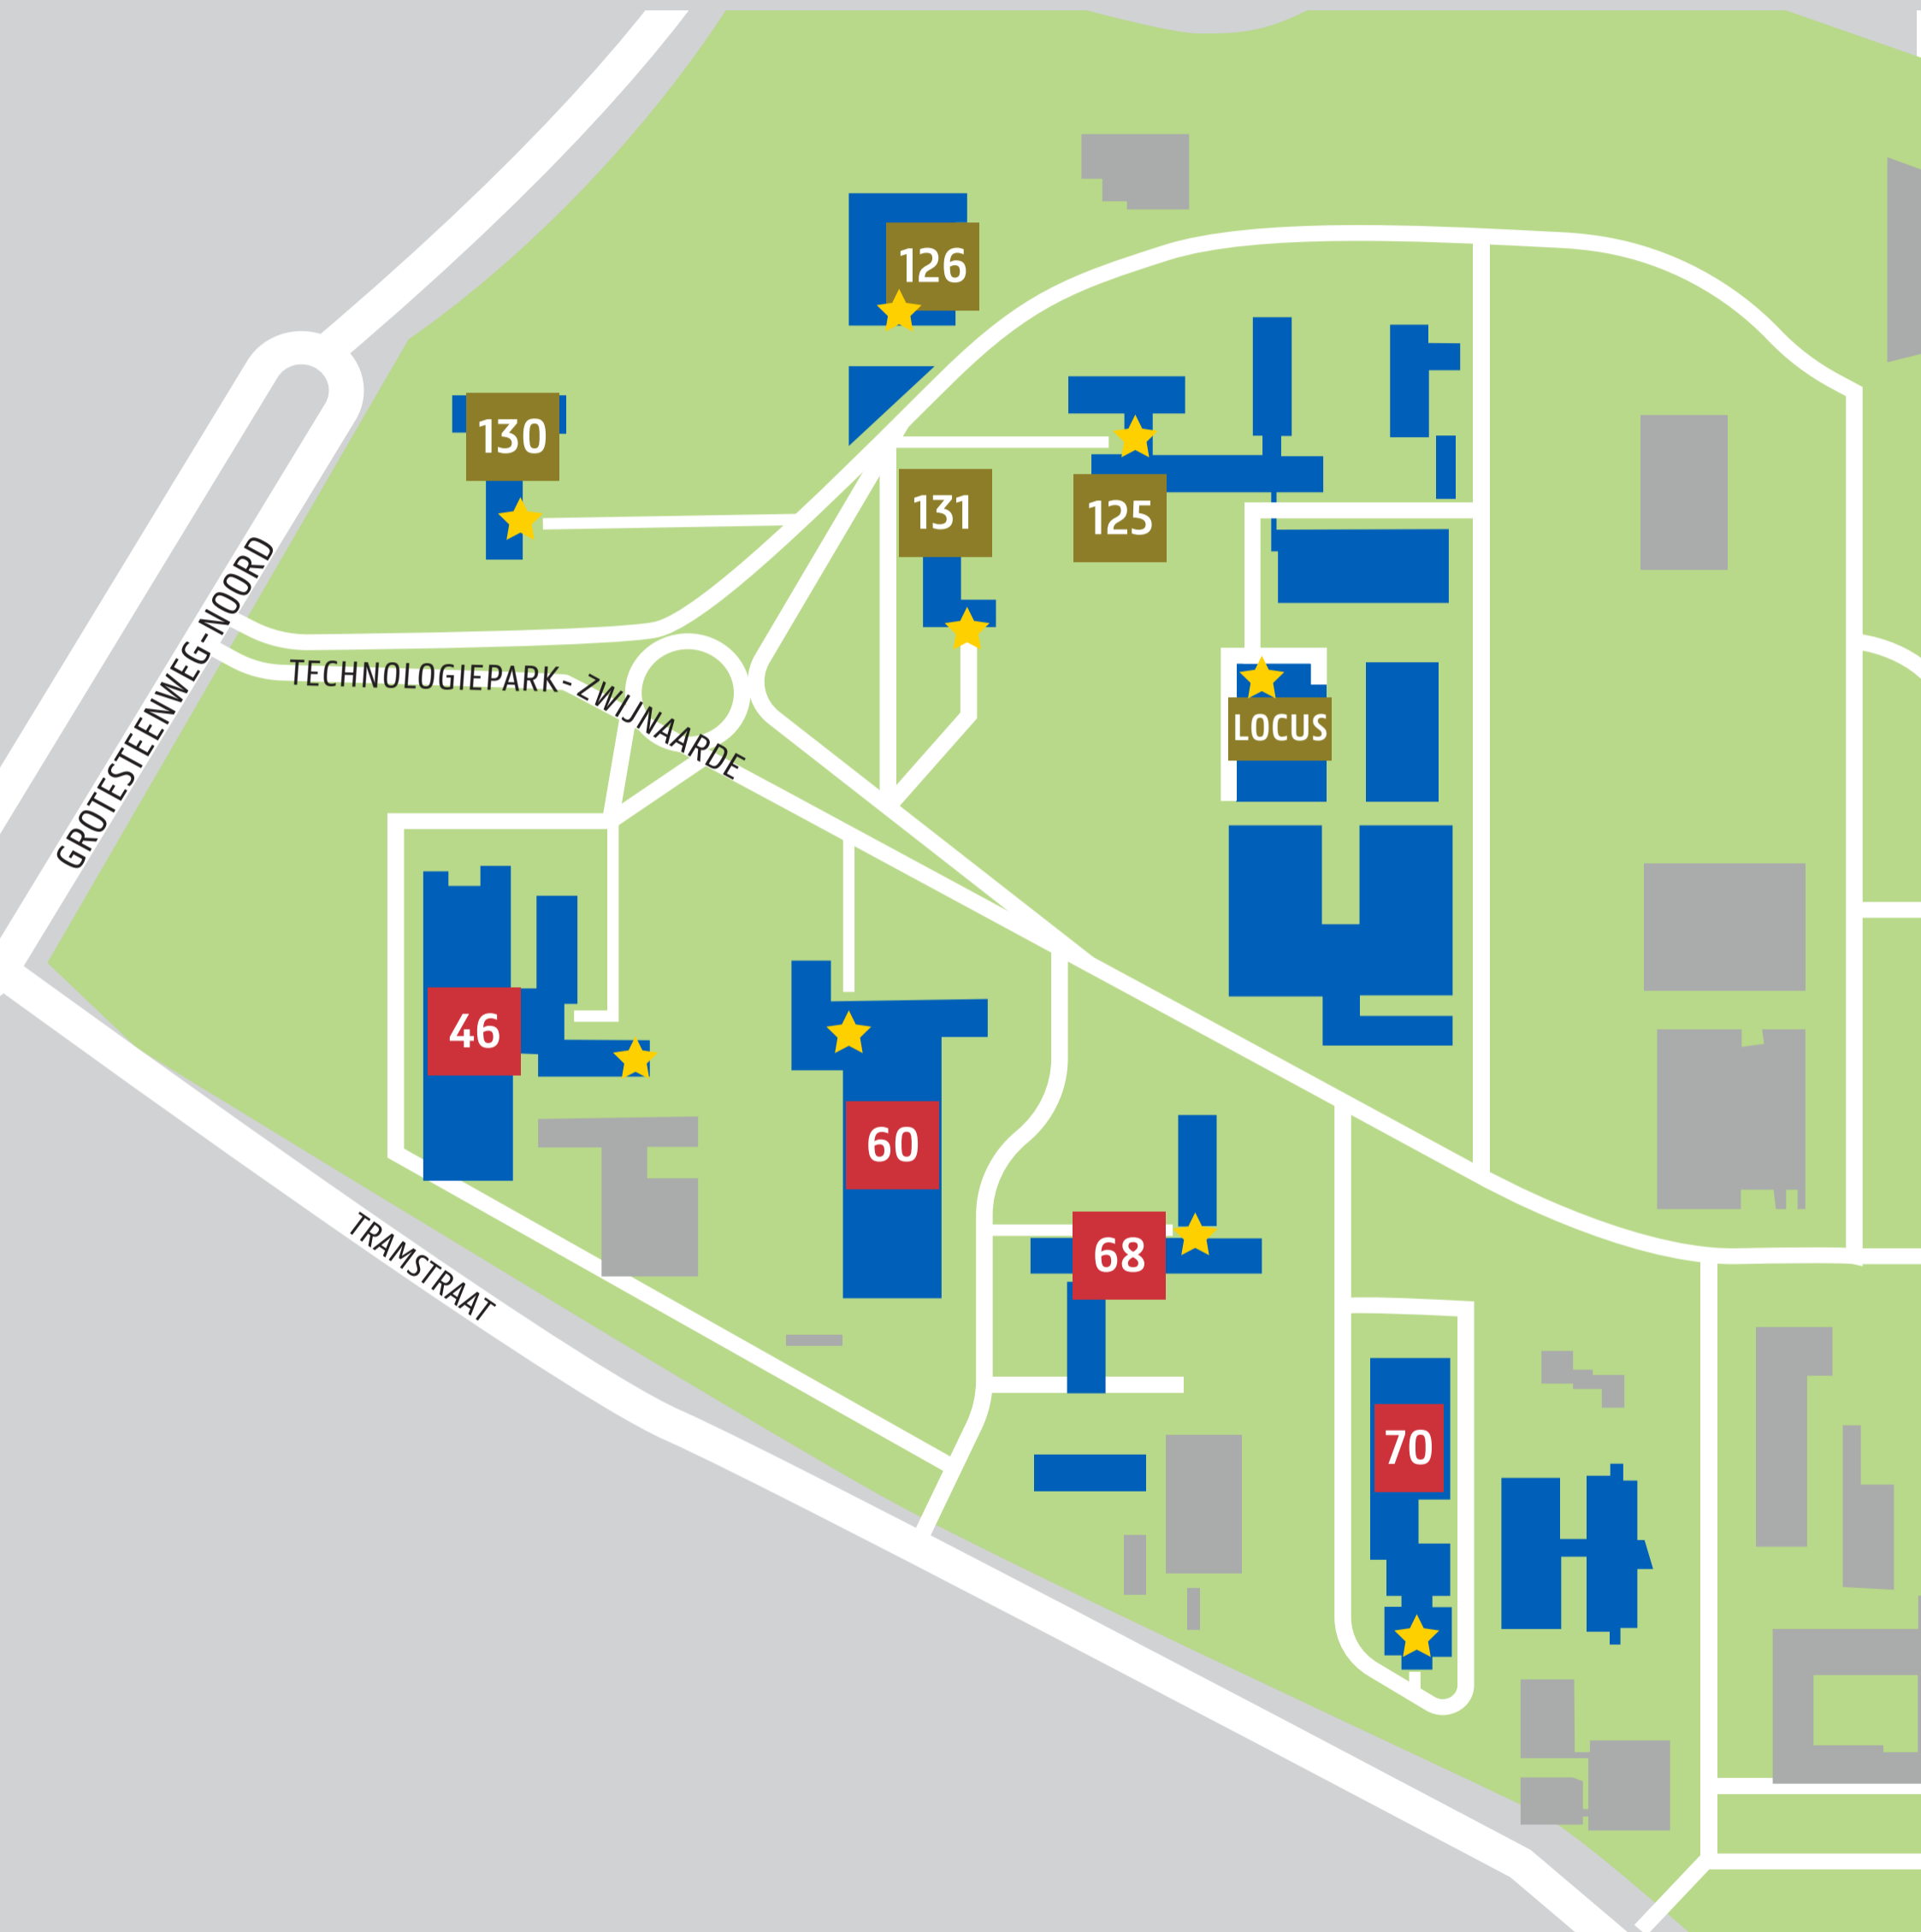 126
130
131
125
GROTESTEENWEG-NOORD
TECHNOLOGIEPARK-ZWIJNAARDE
LOCUS
46
60
68
TRAMSTRAAT
70